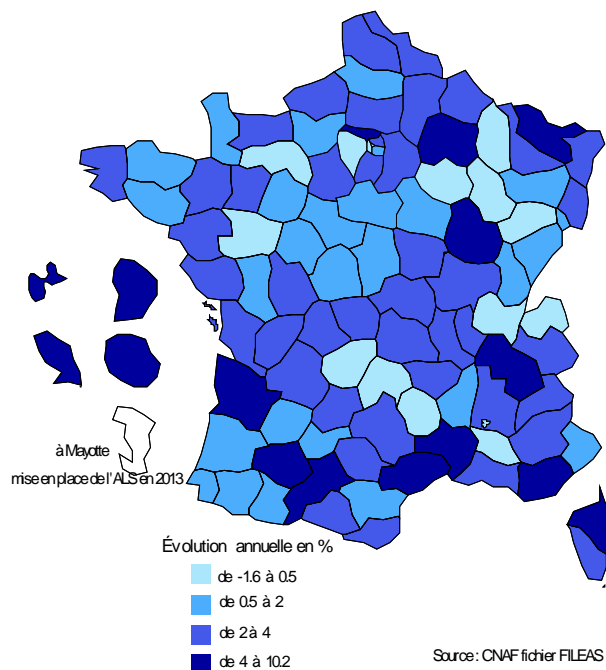 à Mayotte
mise en place de l'ALS en 2013
Évolution annuelle en %
de -1.6 à 0.5
de 0.5 à 2
de 2 à 4
de 4 à 10.2
Source : CNAF fichier FILEAS